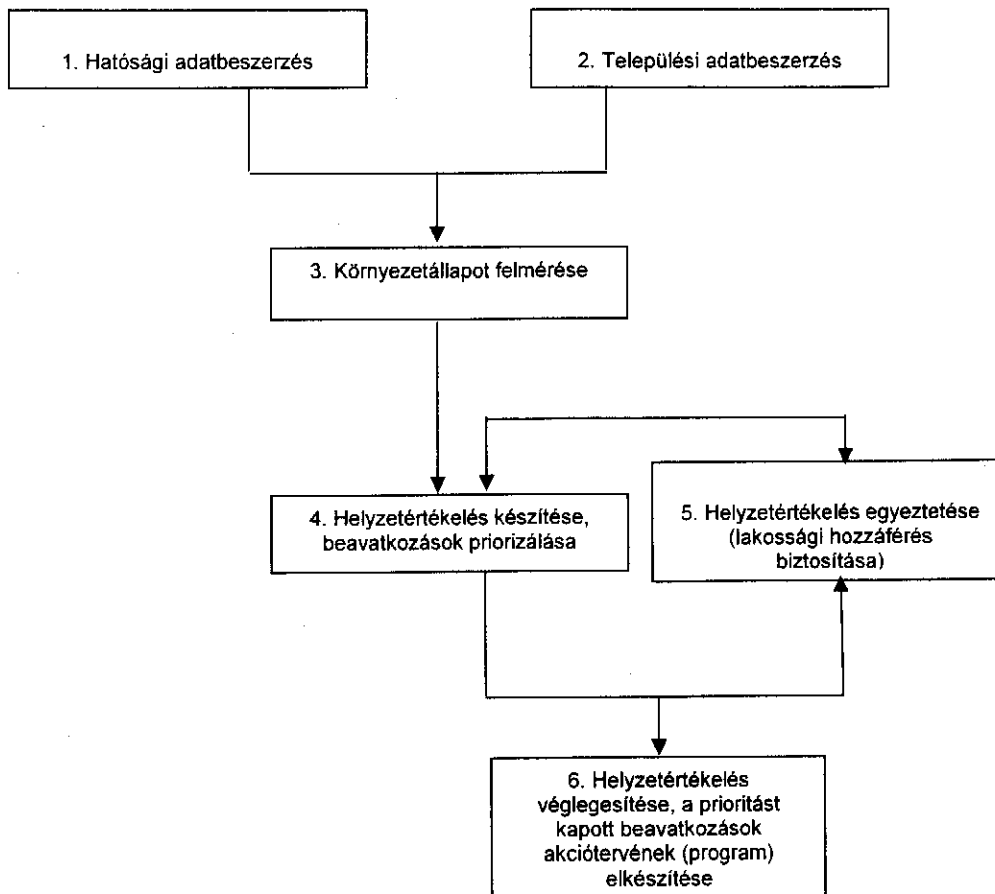 1. Hatósági adatbeszerzés
2. Települési adatbeszerzés
3. Környezetállapot felmérése
4. Helyzetértékelés készítése,
beavatkozások priorizálása
5. Helyzetértékelés egyeztetése
(lakossági hozzáférés
biztosítása)
6. Helyzetértékelés
véglegesítése, a prioritást
kapott beavatkozások
akciótervének (program)
elkészítése